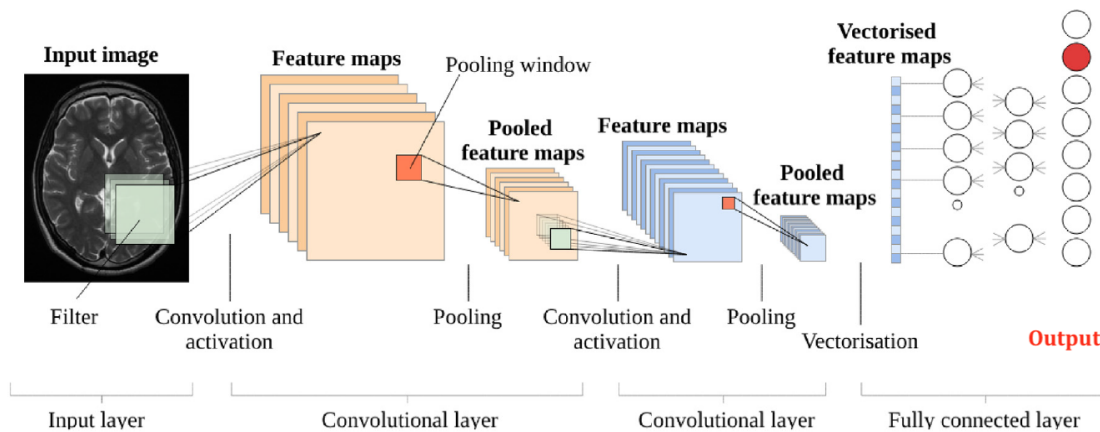 Input image
Feature maps
Pooling window
Pooled
feature maps
Feature maps
Pooled
feature maps
Vectorised
feature maps
Filter
Convolution and
activation
Pooling
Convolution and
activation
Pooling
Vectorisation
Output
Input layer
Convolutional layer
Convolutional layer
Fully connected layer